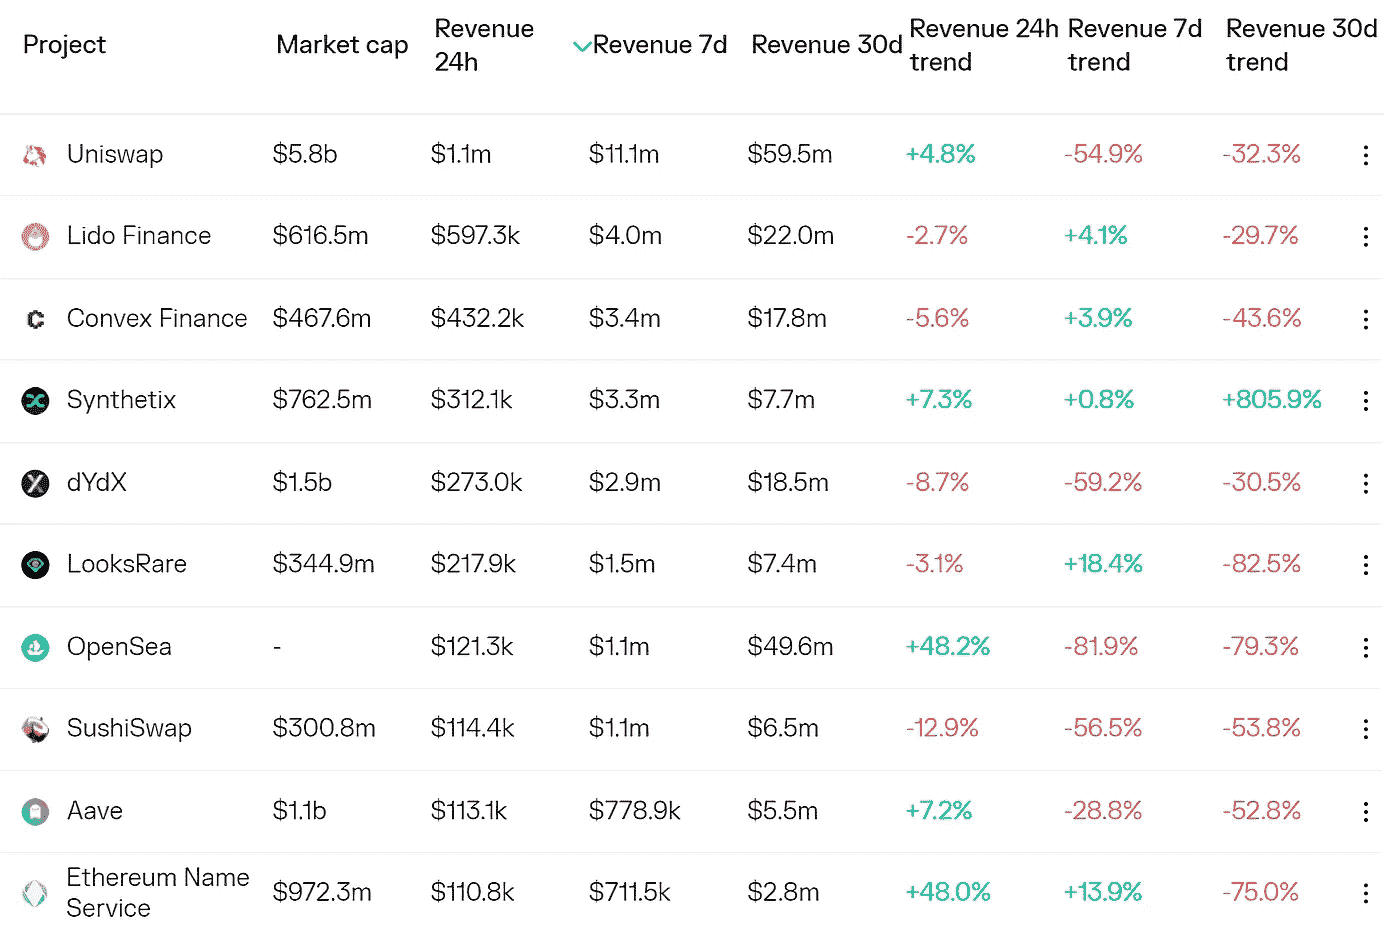 Project Market cap Revenue 24h Revenue 7d Revenue 30d Revenue 24h trend Revenue 7d trend Revenue 30d trend
Uniswap $5.8b $1.1m $11.1m $59.5m +4.8% -54.9% -32.3%
Lido Finance $616.5m $597.3k $4.0m $22.0m -2.7% +4.1% -29.7%
Convex Finance $467.6m $432.2k $3.4m $17.8m -5.6% +3.9% -43.6%
Synthetix $762.5m $312.1k $3.3m $7.7m +7.3% +0.8% +805.9%
dYdX $1.5b $273.0k $2.9m $18.5m -8.7% -59.2% -30.5%
LooksRare $344.9m $217.9k $1.5m $7.4m -3.1% +18.4% -82.5%
OpenSea - $121.3k $1.1m $49.6m +48.2% -81.9% -79.3%
SushiSwap $300.8m $114.4k $1.1m $6.5m -12.9% -56.5% -53.8%
Aave $1.1b $113.1k $778.9k $5.5m +7.2% -28.8% -52.8%
Ethereum Name Service $972.3m $110.8k $711.5k $2.8m +48.0% +13.9% -75.0%